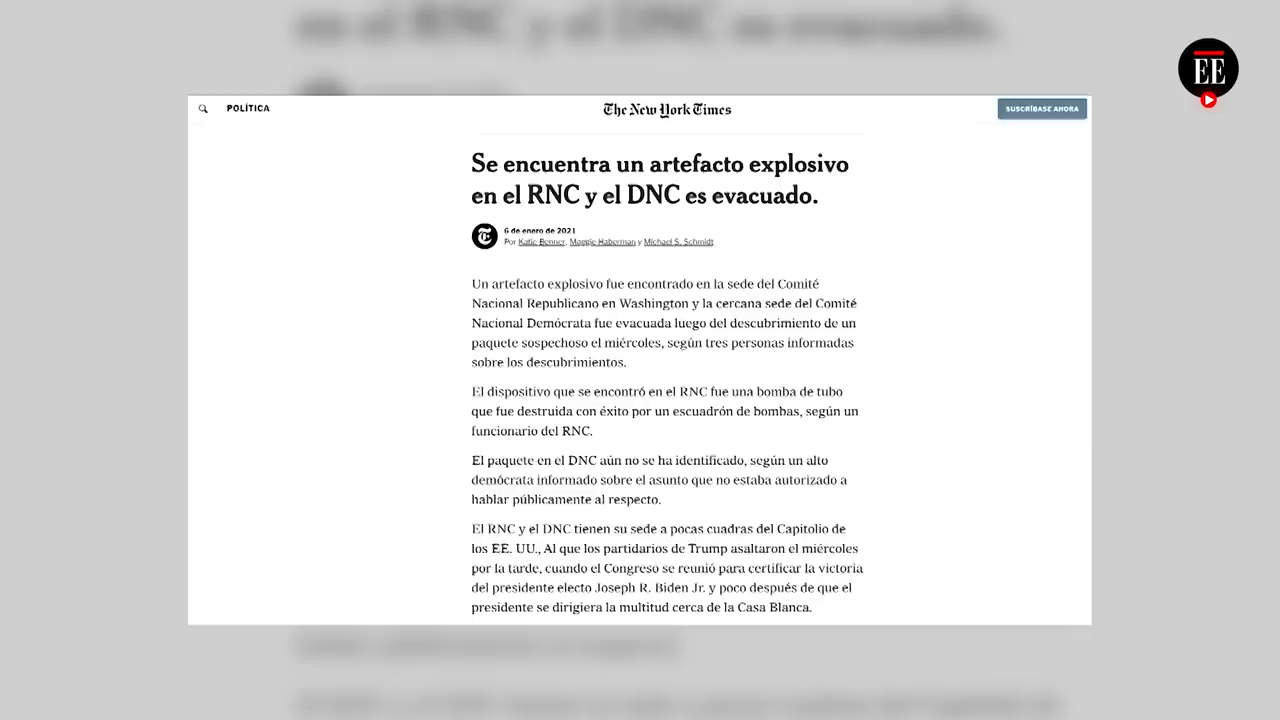 en el RNC y el DNC es evacuado.
EE
POLÍTICA
The New York Times
SUSCRÍBASE AHORA
Se encuentra un artefacto explosivo
en el RNC y el DNC es evacuado.
6 de enero de 2021
Por Katie Benner, Maggie Haberman y Michael S. Schmidt
Un artefacto explosivo fue encontrado en la sede del Comité
Nacional Republicano en Washington y la cercana sede del Comité
Nacional Demócrata fue evacuada luego del descubrimiento de un
paquete sospechoso el miércoles, según tres personas informadas
sobre los descubrimientos.
El dispositivo que se encontró en el RNC fue una bomba de tubo
que fue destruida con éxito por un escuadrón de bombas, según un
funcionario del RNC.
El paquete en el DNC aún no se ha identificado, según un alto
demócrata informado sobre el asunto que no estaba autorizado a
hablar públicamente al respecto.
El RNC y el DNC tienen su sede a pocas cuadras del Capitolio de
los EE. UU., Al que los partidarios de Trump asaltaron el miércoles
por la tarde, cuando el Congreso se reunió para certificar la victoria
del presidente electo Joseph R. Biden Jr. y poco después de que el
presidente se dirigiera la multitud cerca de la Casa Blanca.